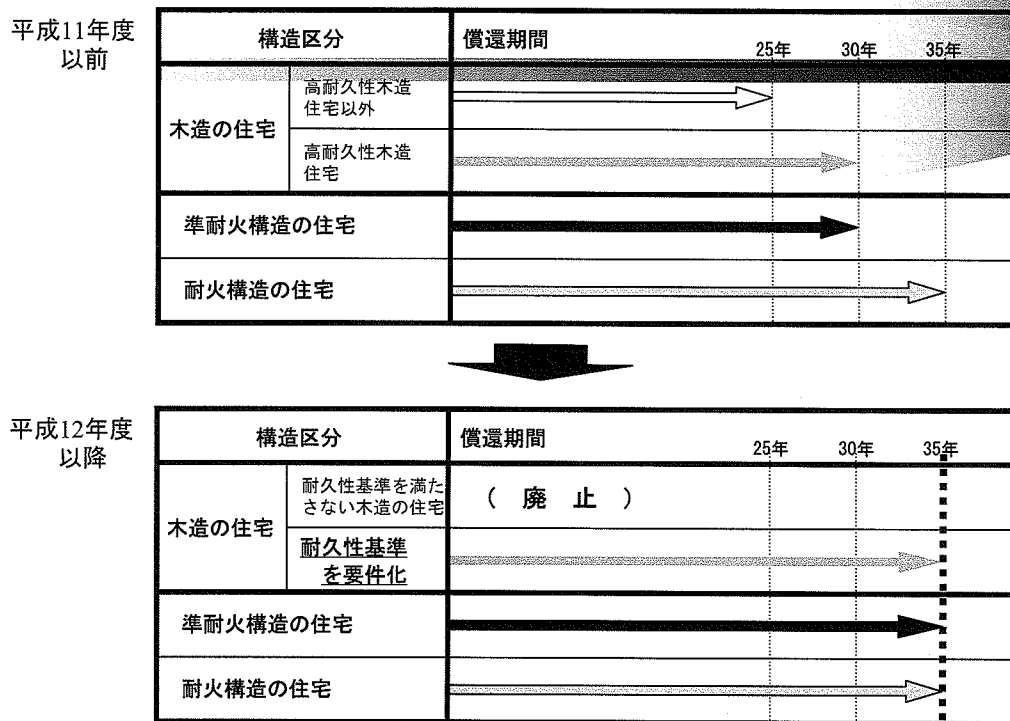 平成11年度
以前
構造区分
償還期間
25年 30年 35年
木造の住宅
高耐久性木造
住宅以外
高耐久性木造
住宅
準耐火構造の住宅
耐火構造の住宅
平成12年度
以降
構造区分
償還期間
25年 30年 35年
木造の住宅
耐久性基準を満た
さない木造の住宅
( 廃 止 )
耐久性基準
を要件化
準耐火構造の住宅
耐火構造の住宅